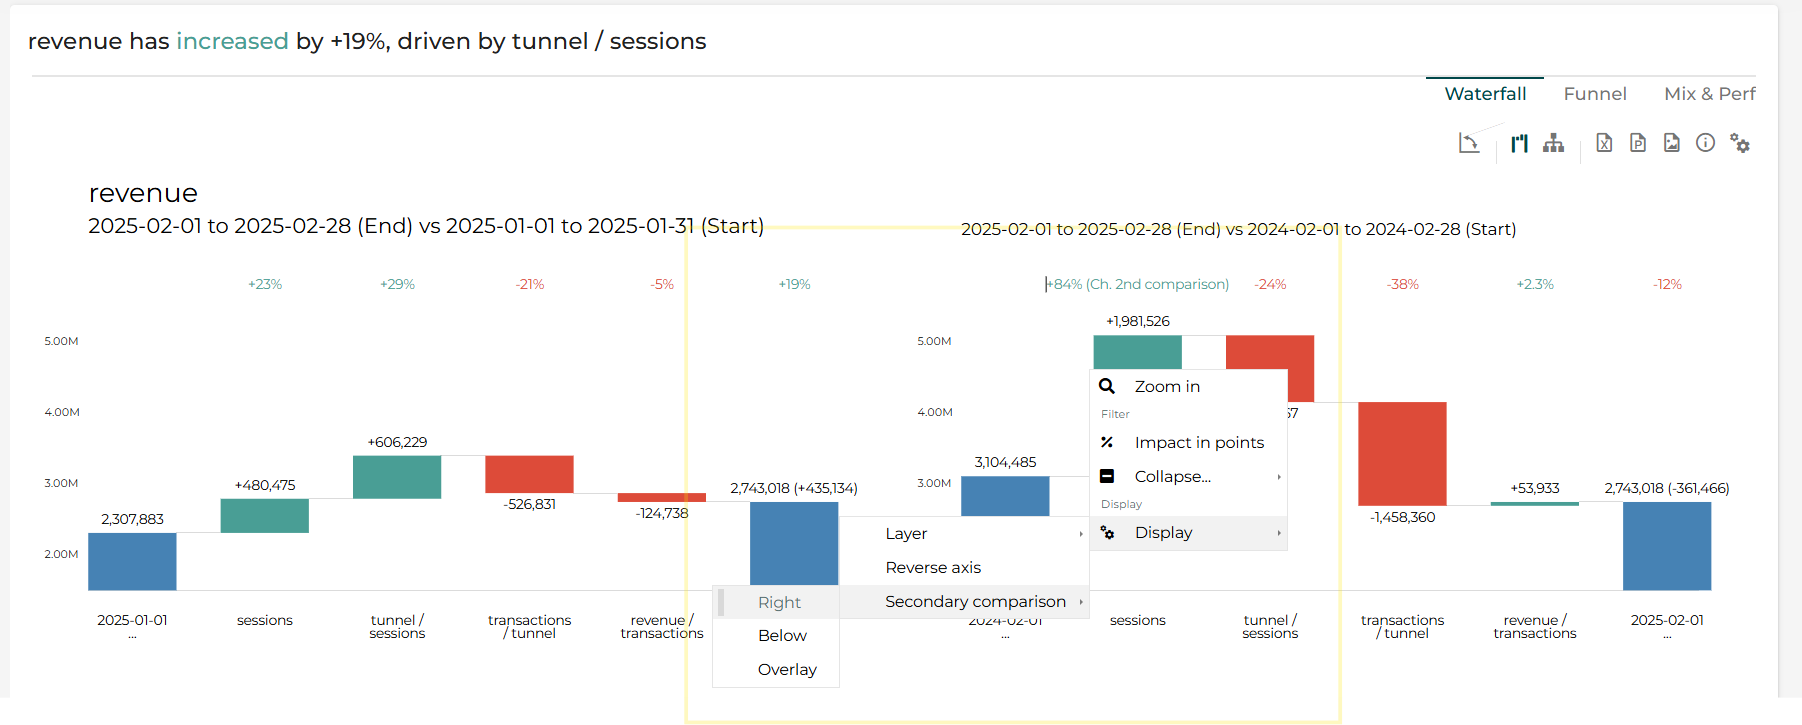 revenue has increased by +19%, driven by tunnel / sessions
Waterfall Funnel Mix & Perf
revenue
2025-02-01 to 2025-02-28 (End) vs 2025-01-01 to 2025-01-31 (Start)
2025-02-01 to 2025-02-28 (End) vs 2024-02-01 to 2024-02-28 (Start)
+23% +29% -21% -5% +19%
+84% (Ch. 2nd comparison) -24% -38% +2.3% -12%
5.00M
4.00M
3.00M
2.00M
2,307,883
+480,475
+606,229
-526,831
-124,738
2,743,018 (+435,134)
2025-01-01
...
sessions
tunnel /
sessions
transactions
/ tunnel
revenue /
transactions
5.00M
4.00M
3.00M
3,104,485
+1,981,526
57
-1,458,360
+53,933
2,743,018 (-361,466)
2024-02-01
...
sessions
tunnel /
sessions
transactions
/ tunnel
revenue /
transactions
2025-02-01
...
Zoom in
Filter
Impact in points
Collapse...
Display
Display
Layer
Reverse axis
Secondary comparison
Right
Below
Overlay